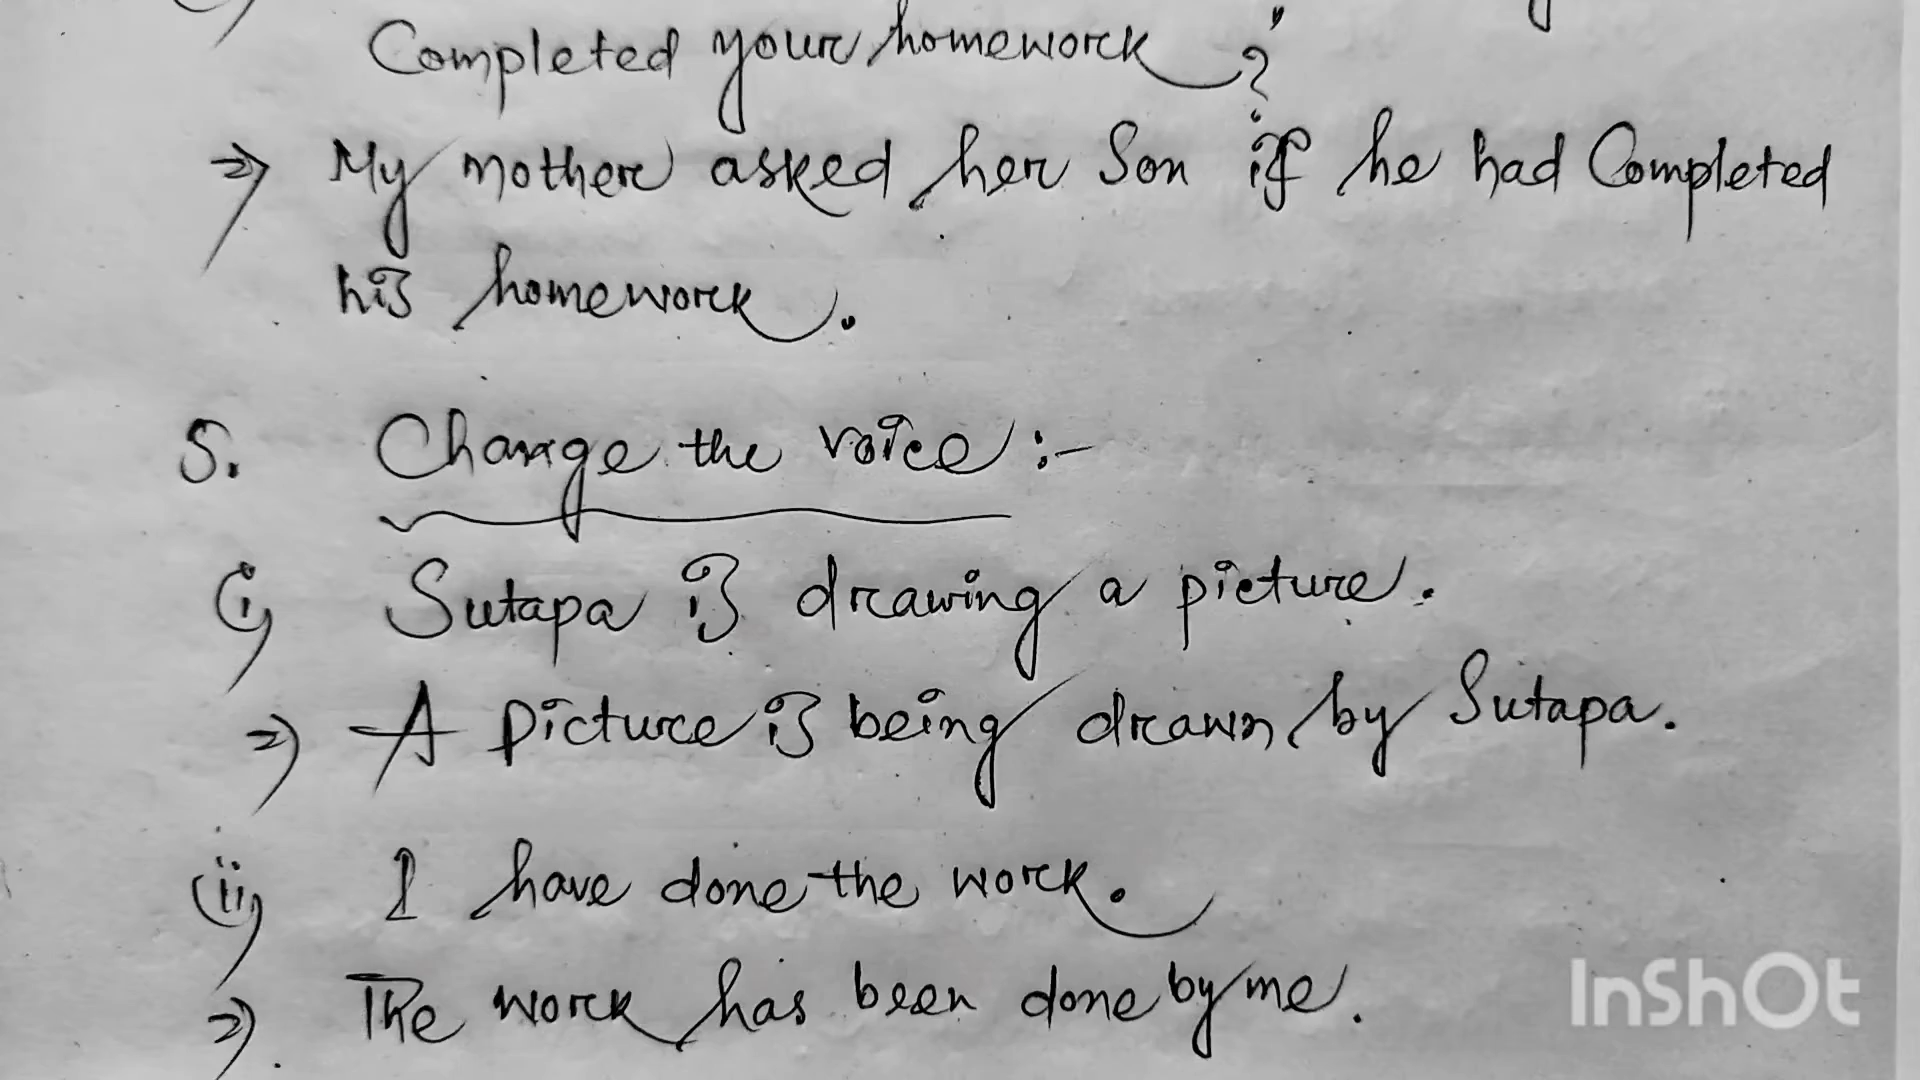 Completed your homework ?"
⇒ My mother asked her Son if he had Completed
his homework.
5. Change the voice :-
(i) Sutapa is drawing a picture.
⇒ A picture is being drawn by Sutapa.
(ii) I have done the work.
⇒ The work has been done by me.
InShOt